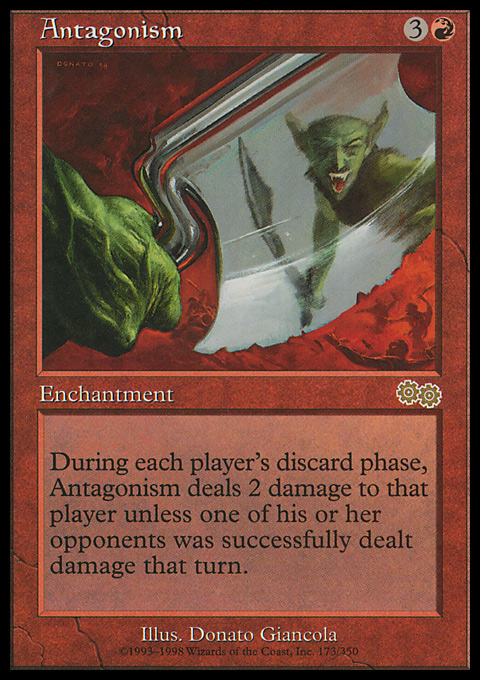 Antagonism 3
DONATO 98
Enchantment
During each player's discard phase,
Antagonism deals 2 damage to that
player unless one of his or her
opponents was successfully dealt
damage that turn.
Illus. Donato Giancola
©1993–1998 Wizards of the Coast, Inc. 173/350